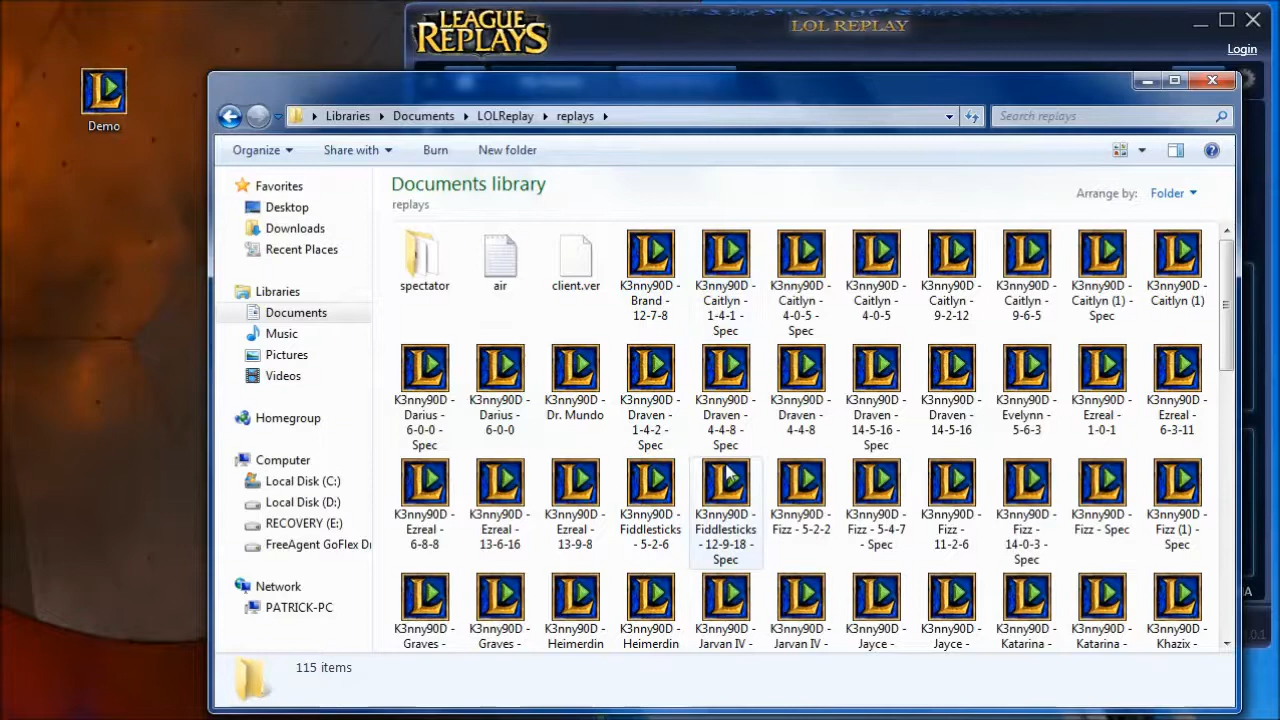 LEAGUE
REPLAYS
LOL REPLAY
Login
Demo
Libraries
Documents
LOLReplay
replays
Search replays
Organize
Share with
Burn
New folder
Favorites
Desktop
Downloads
Recent Places
Libraries
Documents
Music
Pictures
Videos
Homegroup
Computer
Local Disk (C:)
Local Disk (D:)
RECOVERY (E:)
FreeAgent GoFlex Dr
Network
PATRICK-PC
Documents library
replays
Arrange by:
Folder
spectator
air
client.ver
K3nny90D -
Brand -
12-7-8
K3nny90D -
Caitlyn -
1-4-1 -
Spec
K3nny90D -
Caitlyn -
4-0-5 -
Spec
K3nny90D -
Caitlyn -
4-0-5
K3nny90D -
Caitlyn -
9-2-12
K3nny90D -
Caitlyn -
9-6-5
K3nny90D -
Caitlyn (1) -
Spec
K3nny90D -
Caitlyn (1)
K3nny90D -
Darius -
6-0-0 -
Spec
K3nny90D -
Darius -
6-0-0
K3nny90D -
Dr. Mundo
K3nny90D -
Draven -
1-4-2 -
Spec
K3nny90D -
Draven -
4-4-8 -
Spec
K3nny90D -
Draven -
4-4-8
K3nny90D -
Draven -
14-5-16 -
Spec
K3nny90D -
Draven -
14-5-16
K3nny90D -
Evelynn -
5-6-3
K3nny90D -
Ezreal -
1-0-1
K3nny90D -
Ezreal -
6-3-11
K3nny90D -
Ezreal -
6-8-8
K3nny90D -
Ezreal -
13-6-16
K3nny90D -
Ezreal -
13-9-8
K3nny90D -
Fiddlesticks
- 5-2-6
K3nny90D -
Fiddlesticks
- 12-9-18 -
Spec
K3nny90D -
Fizz - 5-2-2
K3nny90D -
Fizz - 5-4-7
- Spec
K3nny90D -
Fizz -
11-2-6
K3nny90D -
Fizz -
14-0-3 -
Spec
K3nny90D -
Fizz - Spec
K3nny90D -
Fizz (1) -
Spec
K3nny90D -
Graves -
K3nny90D -
Graves -
K3nny90D -
Heimerdin
K3nny90D -
Heimerdin
K3nny90D -
Jarvan IV -
K3nny90D -
Jarvan IV -
K3nny90D -
Jayce -
K3nny90D -
Jayce -
K3nny90D -
Katarina -
K3nny90D -
Katarina -
K3nny90D -
Khazix -
115 items